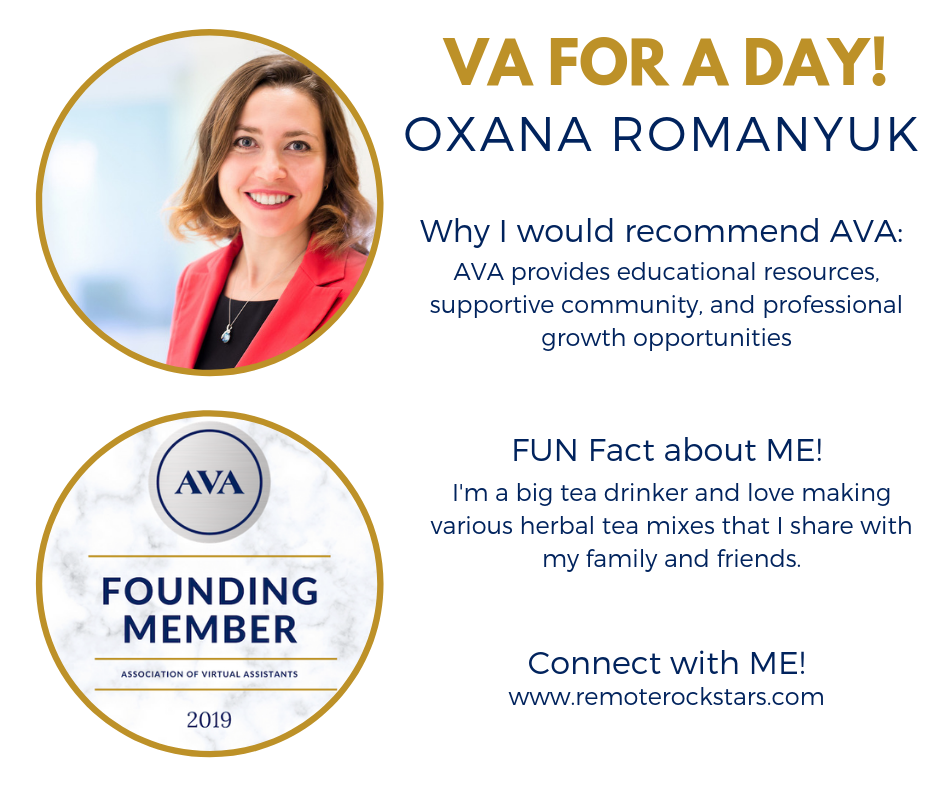 VA FOR A DAY!
OXANA ROMANYUK
Why I would recommend AVA:
AVA provides educational resources,
supportive community, and professional
growth opportunities
AVA
FOUNDING
MEMBER
ASSOCIATION OF VIRTUAL ASSISTANTS
2019
FUN Fact about ME!
I'm a big tea drinker and love making
various herbal tea mixes that I share with
my family and friends.
Connect with ME!
www.remoterockstars.com